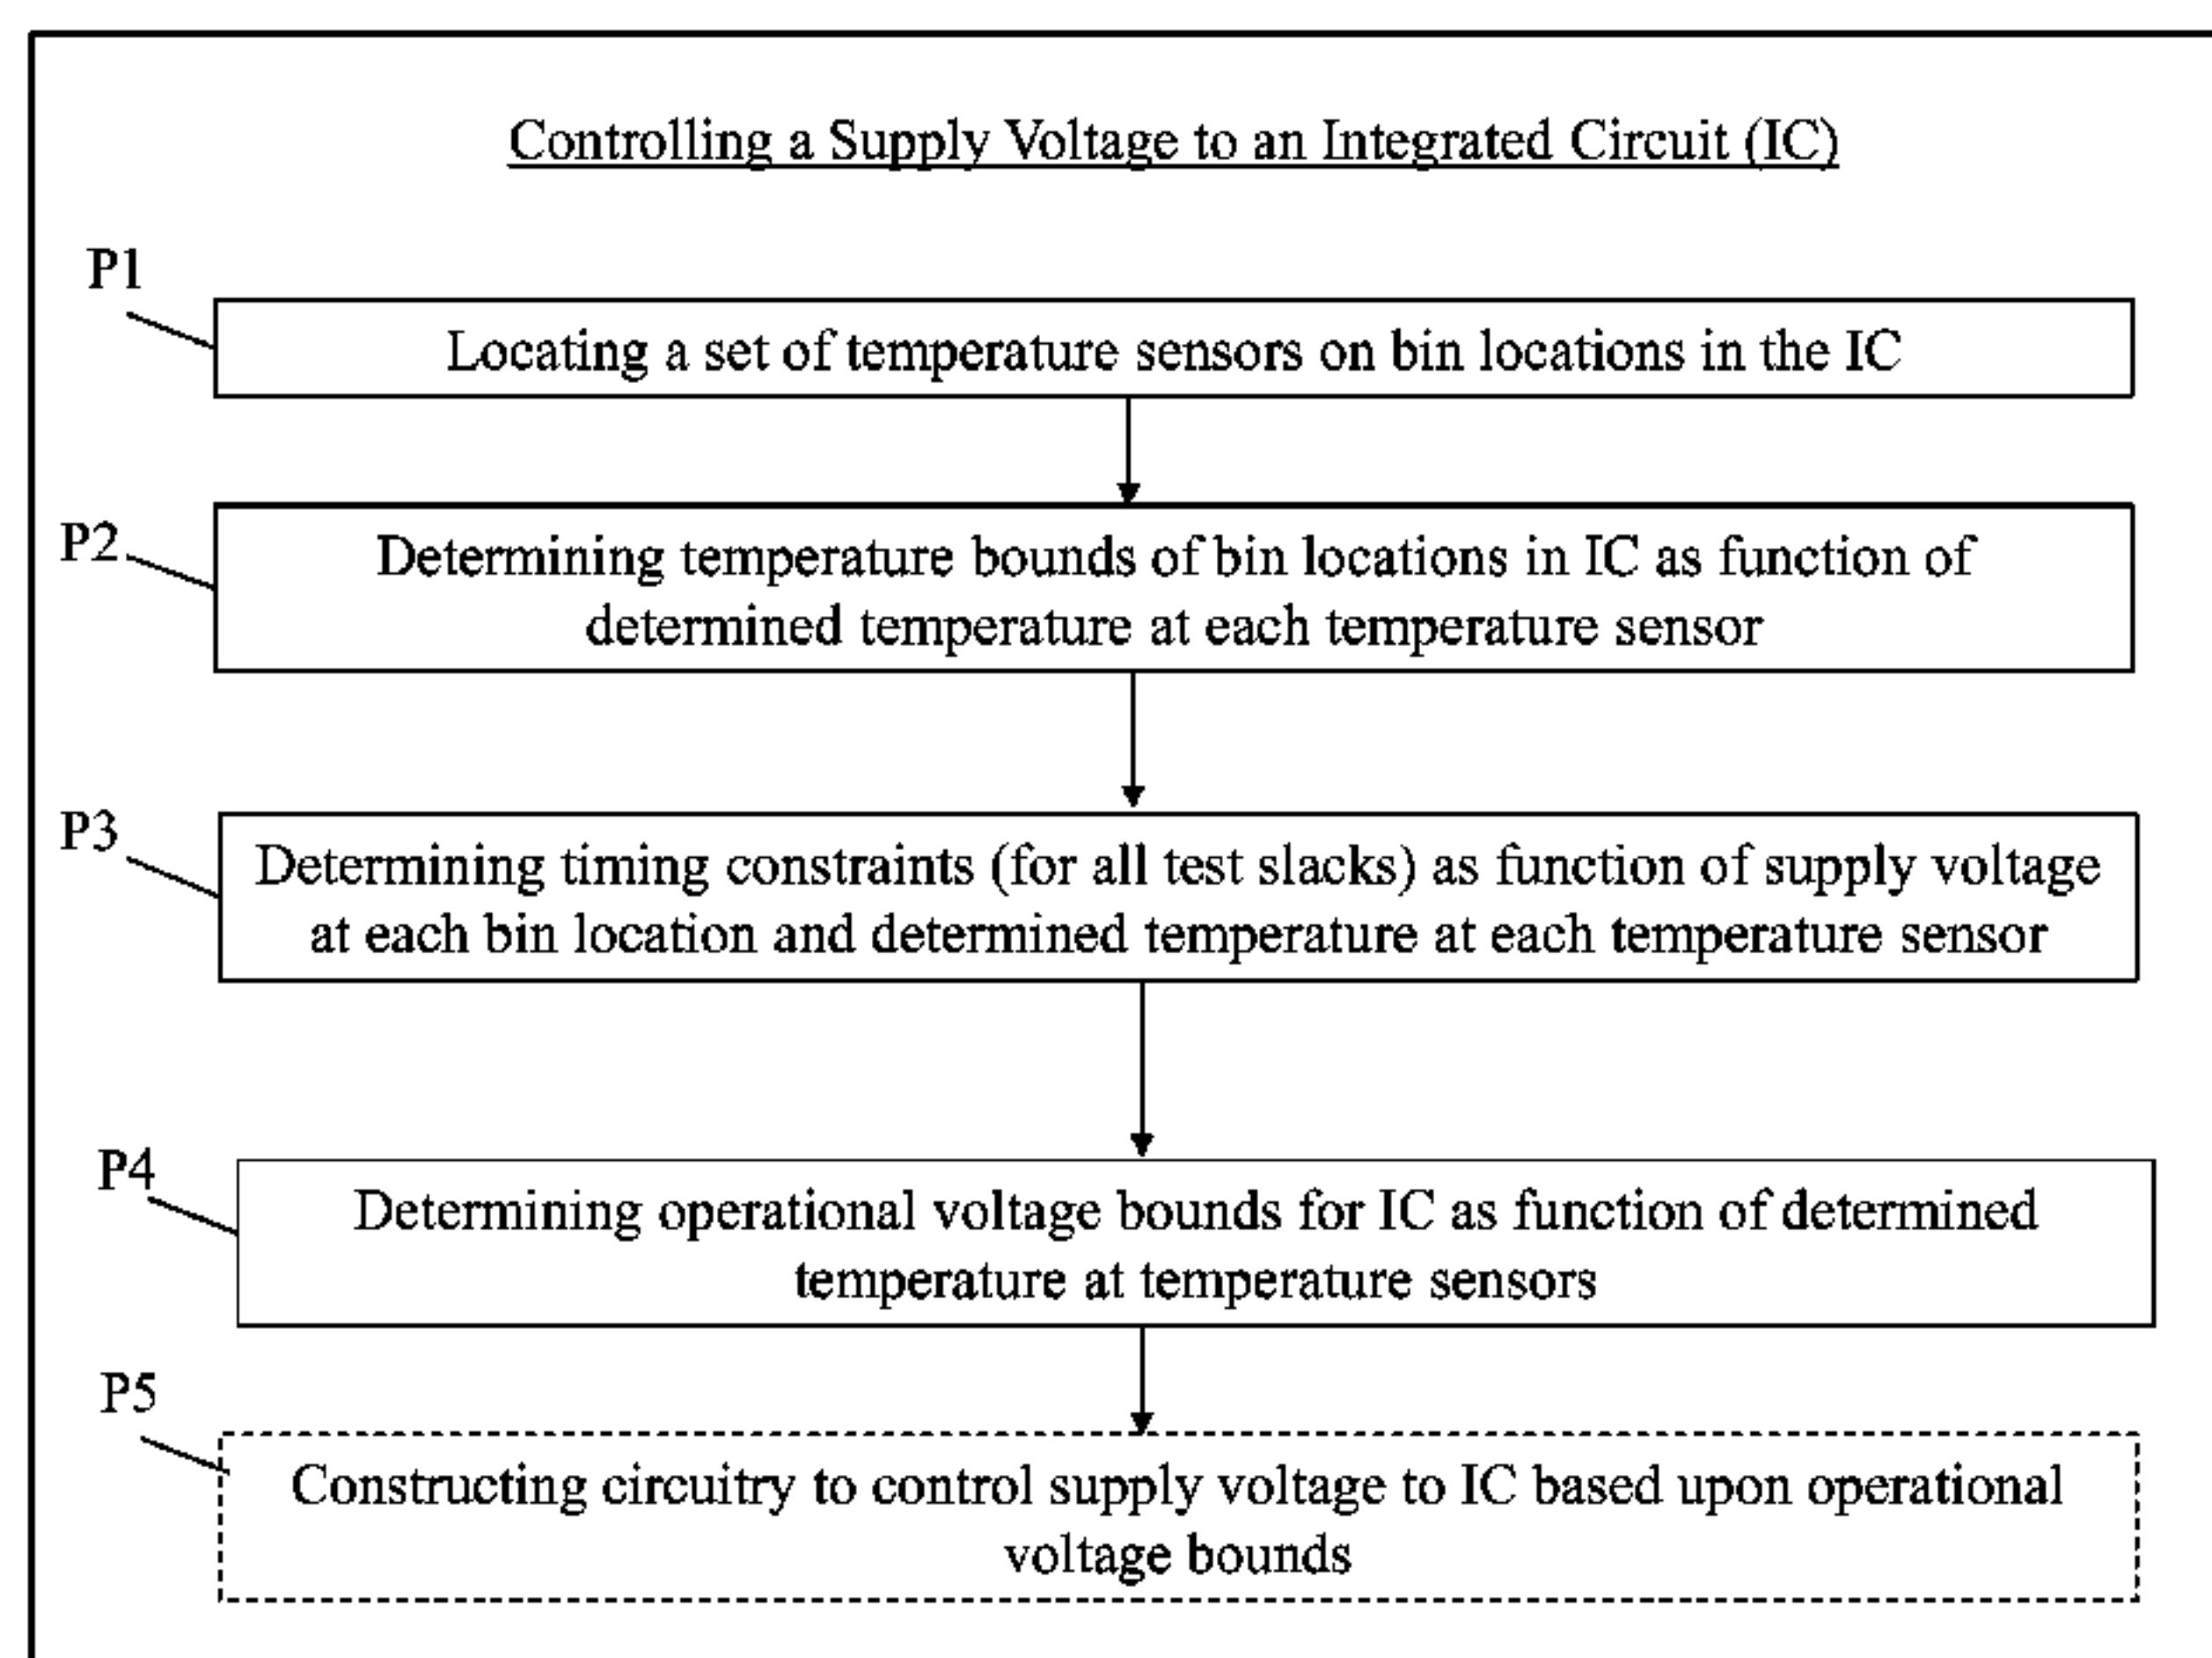 Controlling a Supply Voltage to an Integrated Circuit (IC)
P1
Locating a set of temperature sensors on bin locations in the IC
P2
Determining temperature bounds of bin locations in IC as function of
determined temperature at each temperature sensor
P3
Determining timing constraints (for all test slacks) as function of supply voltage
at each bin location and determined temperature at each temperature sensor
P4
Determining operational voltage bounds for IC as function of determined
temperature at temperature sensors
P5
Constructing circuitry to control supply voltage to IC based upon operational
voltage bounds